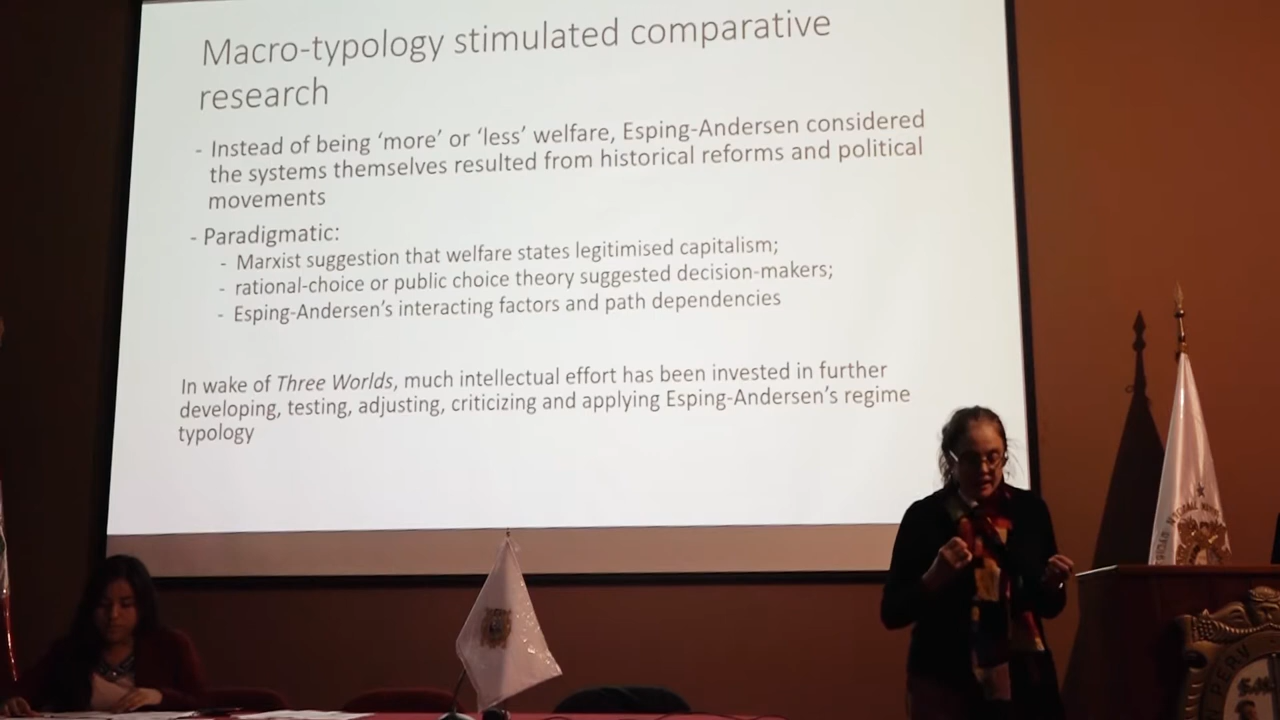 Macro-typology stimulated comparative
research
- Instead of being ‘more’ or ‘less’ welfare, Esping-Andersen considered
the systems themselves resulted from historical reforms and political
movements
- Paradigmatic:
- Marxist suggestion that welfare states legitimised capitalism;
- rational-choice or public choice theory suggested decision-makers;
- Esping-Andersen’s interacting factors and path dependencies
In wake of Three Worlds, much intellectual effort has been invested in further
developing, testing, adjusting, criticizing and applying Esping-Andersen’s regime
typology
PERV